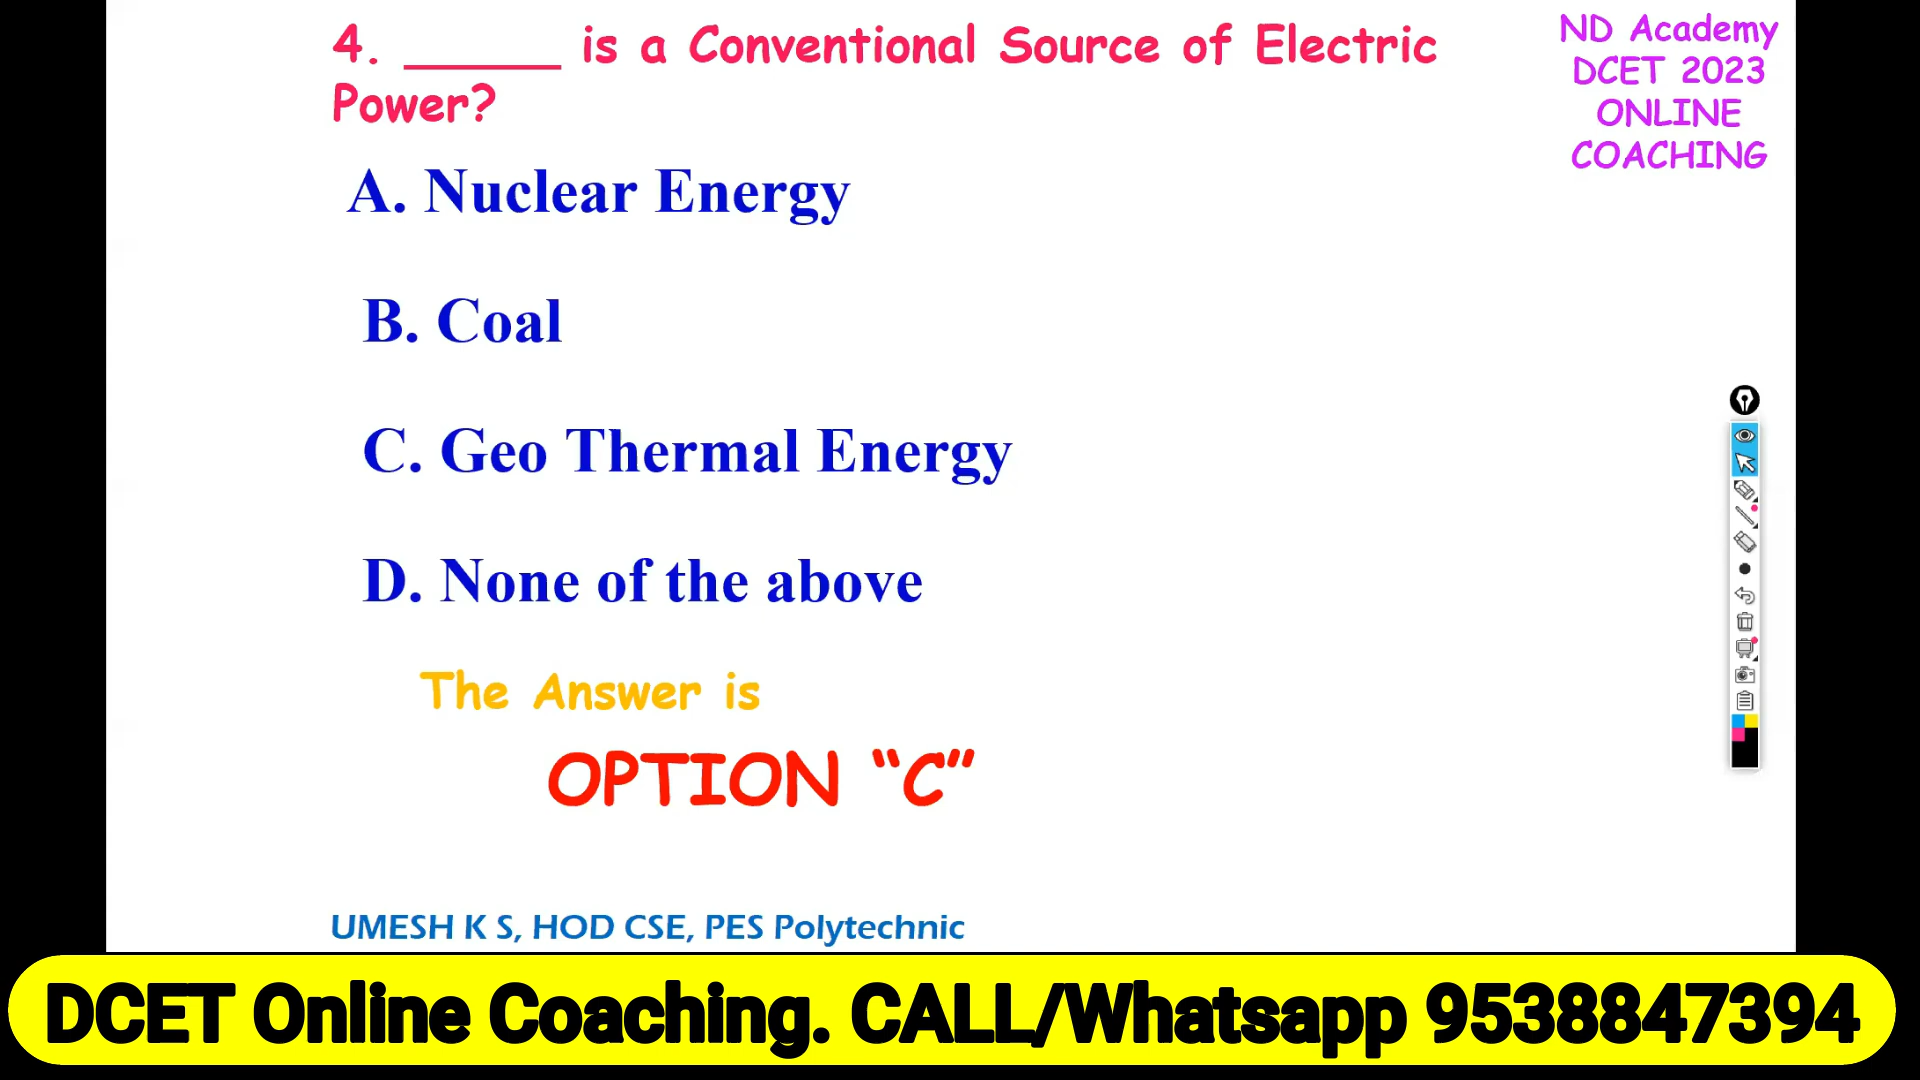 4. ______ is a Conventional Source of Electric
Power?
ND Academy
DCET 2023
ONLINE
COACHING
A. Nuclear Energy
B. Coal
C. Geo Thermal Energy
D. None of the above
The Answer is
OPTION “C”
UMESH K S, HOD CSE, PES Polytechnic
DCET Online Coaching. CALL/Whatsapp 9538847394